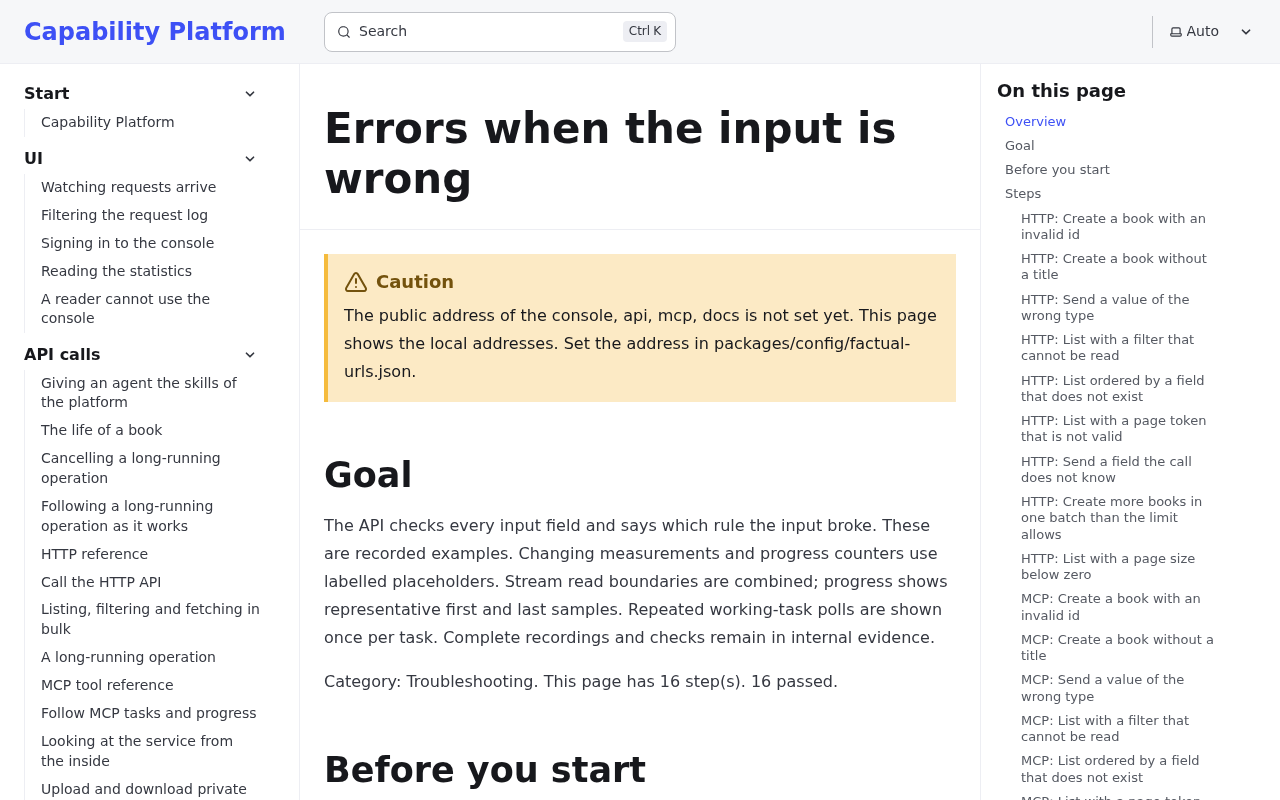 Capability Platform
Search
Ctrl K
Auto
Start
Capability Platform
UI
Watching requests arrive
Filtering the request log
Signing in to the console
Reading the statistics
A reader cannot use the
console
API calls
Giving an agent the skills of
the platform
The life of a book
Cancelling a long-running
operation
Following a long-running
operation as it works
HTTP reference
Call the HTTP API
Listing, filtering and fetching in
bulk
A long-running operation
MCP tool reference
Follow MCP tasks and progress
Looking at the service from
the inside
Upload and download private
Errors when the input is
wrong
Caution
The public address of the console, api, mcp, docs is not set yet. This page
shows the local addresses. Set the address in packages/config/factual-
urls.json.
Goal
The API checks every input field and says which rule the input broke. These
are recorded examples. Changing measurements and progress counters use
labelled placeholders. Stream read boundaries are combined; progress shows
representative first and last samples. Repeated working-task polls are shown
once per task. Complete recordings and checks remain in internal evidence.
Category: Troubleshooting. This page has 16 step(s). 16 passed.
Before you start
On this page
Overview
Goal
Before you start
Steps
HTTP: Create a book with an
invalid id
HTTP: Create a book without
a title
HTTP: Send a value of the
wrong type
HTTP: List with a filter that
cannot be read
HTTP: List ordered by a field
that does not exist
HTTP: List with a page token
that is not valid
HTTP: Send a field the call
does not know
HTTP: Create more books in
one batch than the limit
allows
HTTP: List with a page size
below zero
MCP: Create a book with an
invalid id
MCP: Create a book without a
title
MCP: Send a value of the
wrong type
MCP: List with a filter that
cannot be read
MCP: List ordered by a field
that does not exist
MCP: List with a page token